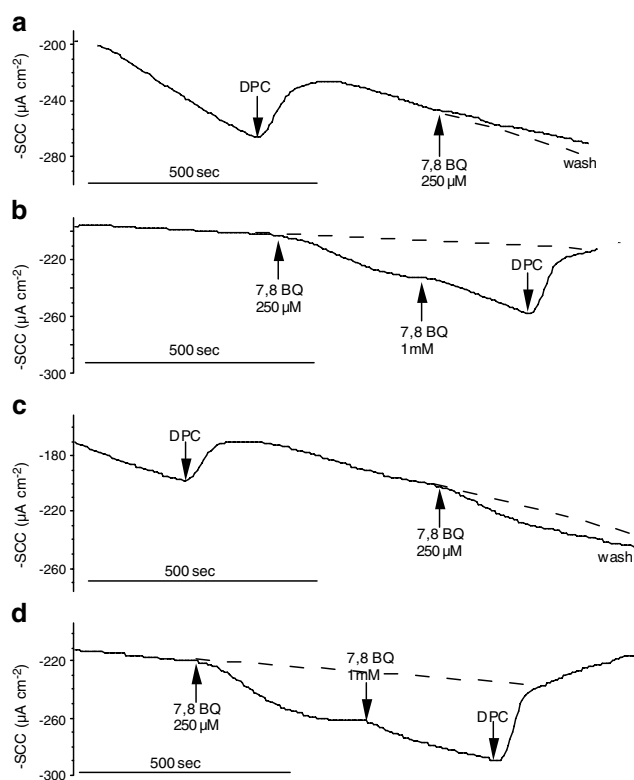 a
-200
-240
-280
-SCC (µA cm-2)
DPC
7,8 BQ
250 µM
wash
500 sec
b
-220
-260
-300
-SCC (µA cm-2)
7,8 BQ
250 µM
7,8 BQ
1mM
DPC
500 sec
c
-180
-220
-260
-SCC (µA cm-2)
DPC
7,8 BQ
250 µM
wash
500 sec
d
-220
-260
-300
-SCC (µA cm-2)
7,8 BQ
250 µM
7,8 BQ
1mM
DPC
500 sec